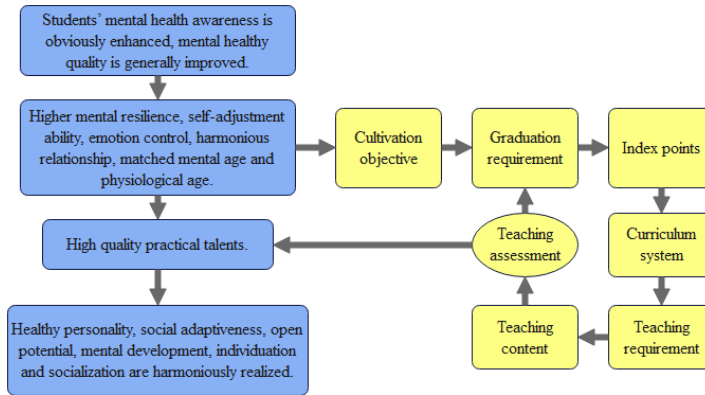 Students’ mental health awareness is
obviously enhanced, mental healthy
quality is generally improved.
Higher mental resilience, self-adjustment
ability, emotion control, harmonious
relationship, matched mental age and
physiological age.
Cultivation
objective
Graduation
requirement
Index points
High quality practical talents.
Teaching
assessment
Curriculum
system
Healthy personality, social adaptiveness, open
potential, mental development, individuation
and socialization are harmoniously realized.
Teaching
content
Teaching
requirement